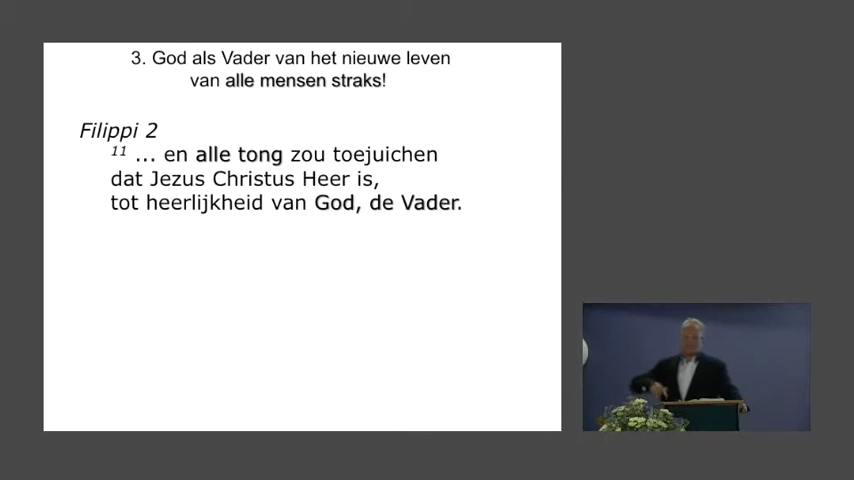 3. God als Vader van het nieuwe leven
van alle mensen straks!
Filippi 2
11 ... en alle tong zou toejuichen
dat Jezus Christus Heer is,
tot heerlijkheid van God, de Vader.